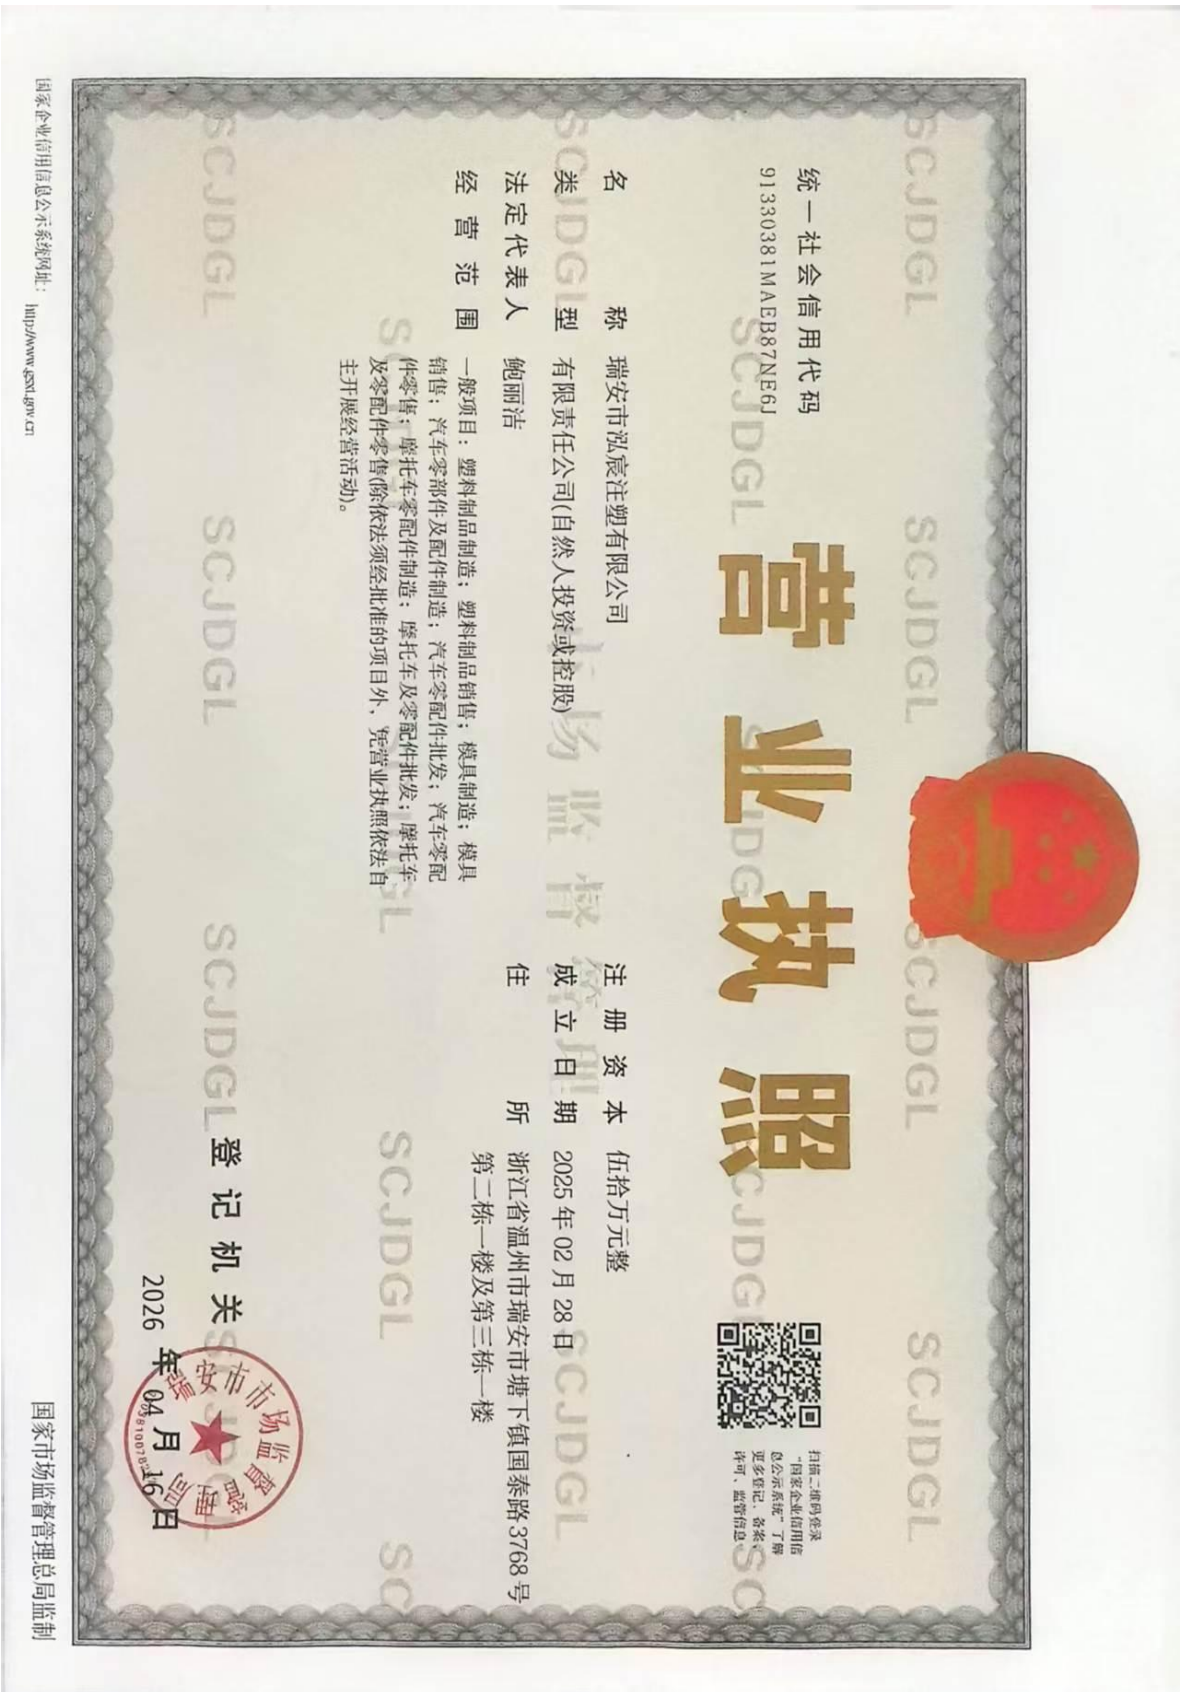 营业执照
统一社会信用代码
91330381MAEB87NE6J
扫描二维码登录
“国家企业信用信
息公示系统”了解
更多登记、备案、
许可、监管信息。
名称 瑞安市泓宸注塑有限公司
类型 有限责任公司(自然人投资或控股)
法定代表人 鲍丽洁
经营范围 一般项目：塑料制品制造；塑料制品销售；模具制造；模具
销售；汽车零部件及配件制造；汽车零配件批发；汽车零配
件零售；摩托车零配件制造；摩托车及零配件批发；摩托车
及零配件零售(除依法须经批准的项目外，凭营业执照依法自
主开展经营活动)。
注册资本 伍拾万元整
成立日期 2025年02月28日
住所 浙江省温州市瑞安市塘下镇国泰路3768号
第二栋一楼及第三栋一楼
登记机关
瑞安市市场监督管理局
2026年04月16日
国家企业信用信息公示系统网址： http://www.gsxt.gov.cn
国家市场监督管理总局监制
SCJDGL
市场监督管理